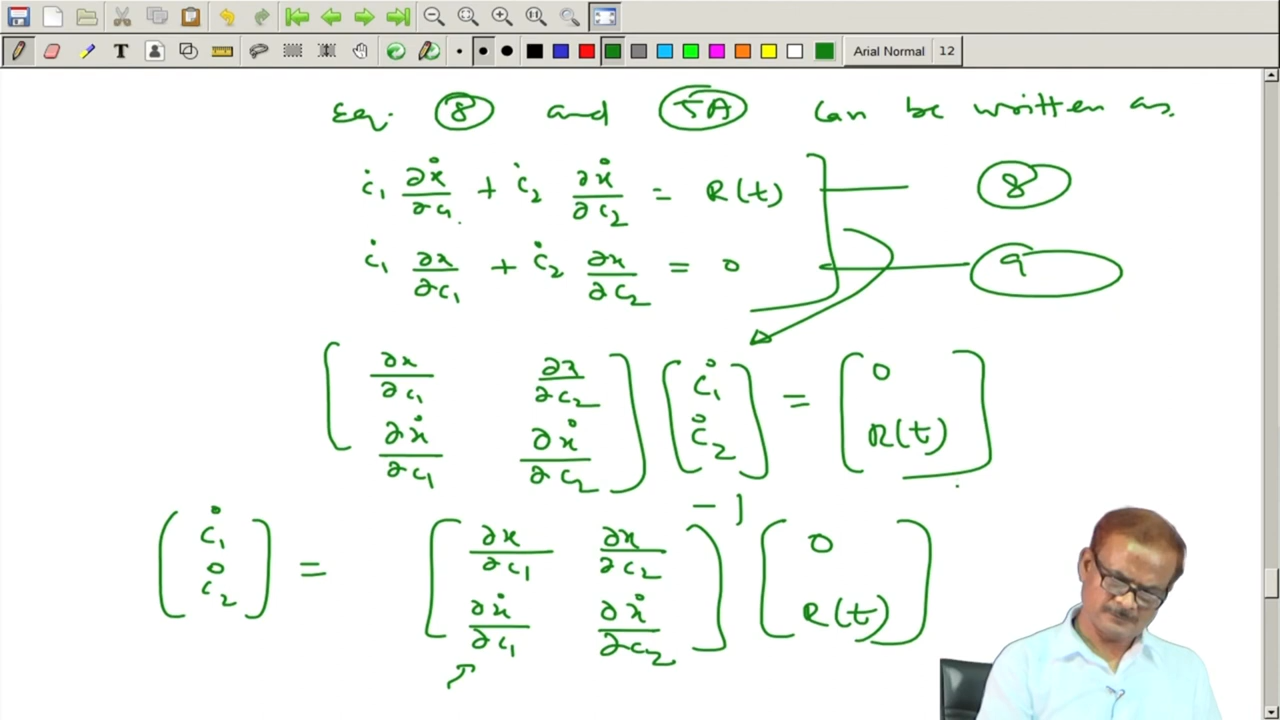 Arial Normal 12
Eq. 8 and 5A can be written as.
ċ₁ ∂ẋ/∂c₁ + ċ₂ ∂ẋ/∂c₂ = R(t) 8
ċ₁ ∂x/∂c₁ + ċ₂ ∂x/∂c₂ = 0 9
[∂x/∂c₁ ∂x/∂c₂; ∂ẋ/∂c₁ ∂ẋ/∂c₂] [ċ₁; ċ₂] = [0; R(t)]
(ċ₁; ċ₂) = [∂x/∂c₁ ∂x/∂c₂; ∂ẋ/∂c₁ ∂ẋ/∂c₂]⁻¹ [0; R(t)]